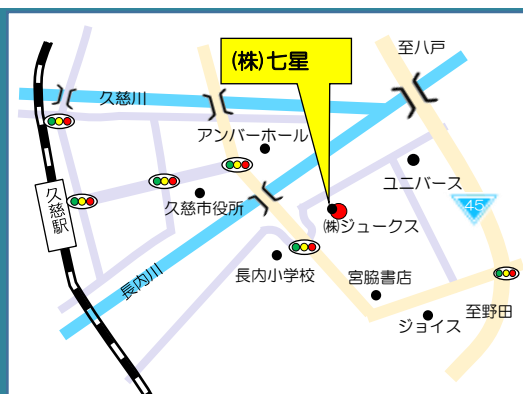 至八戸
(株)七星
久慈川
アンバーホール
ユニバース
久慈駅
久慈市役所
45
㈱ジュークス
長内川
長内小学校
宮脇書店
至野田
ジョイス